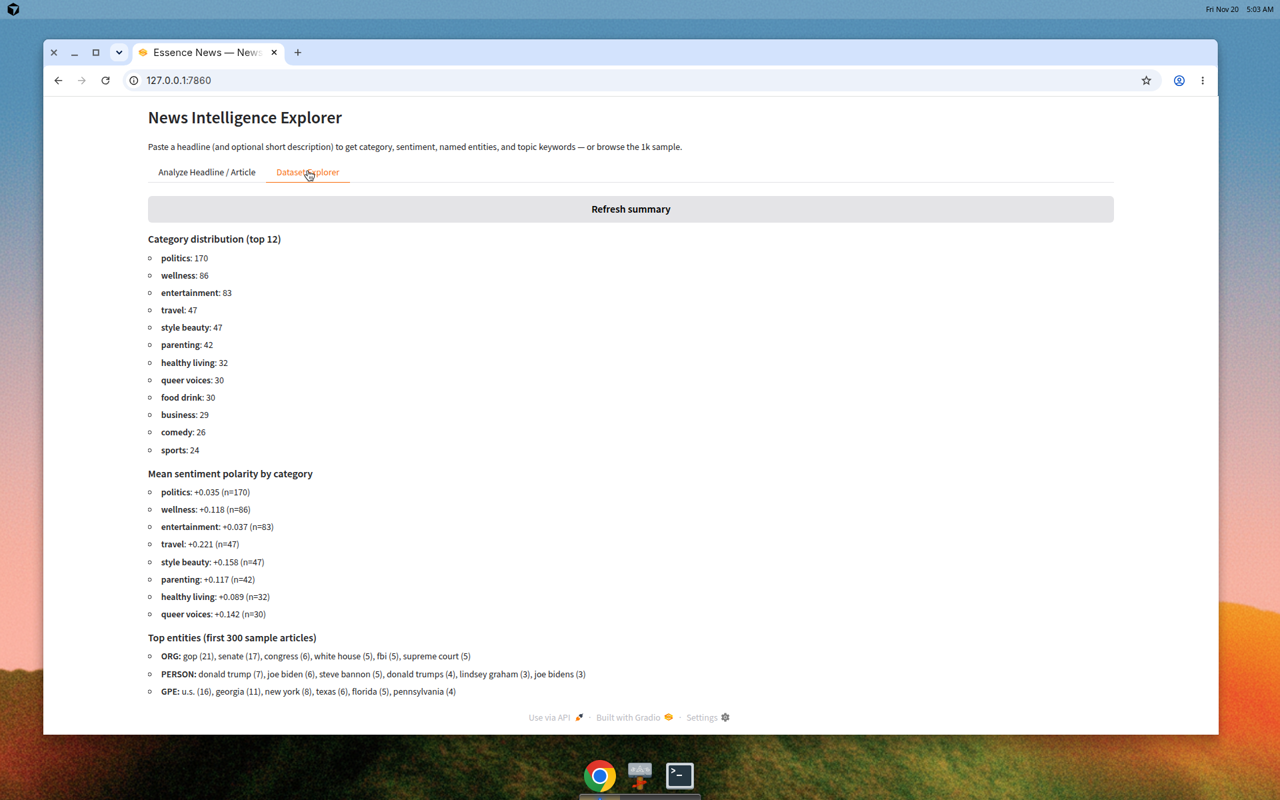 Fri Nov 20 5:03 AM
Essence News — News
127.0.0.1:7860
News Intelligence Explorer
Paste a headline (and optional short description) to get category, sentiment, named entities, and topic keywords — or browse the 1k sample.
Analyze Headline / Article Dataset Explorer
Refresh summary
Category distribution (top 12)
politics: 170
wellness: 86
entertainment: 83
travel: 47
style beauty: 47
parenting: 42
healthy living: 32
queer voices: 30
food drink: 30
business: 29
comedy: 26
sports: 24
Mean sentiment polarity by category
politics: +0.035 (n=170)
wellness: +0.118 (n=86)
entertainment: +0.037 (n=83)
travel: +0.221 (n=47)
style beauty: +0.158 (n=47)
parenting: +0.117 (n=42)
healthy living: +0.089 (n=32)
queer voices: +0.142 (n=30)
Top entities (first 300 sample articles)
ORG: gop (21), senate (17), congress (6), white house (5), fbi (5), supreme court (5)
PERSON: donald trump (7), joe biden (6), steve bannon (5), donald trumps (4), lindsey graham (3), joe bidens (3)
GPE: u.s. (16), georgia (11), new york (8), texas (6), florida (5), pennsylvania (4)
Use via API · Built with Gradio · Settings